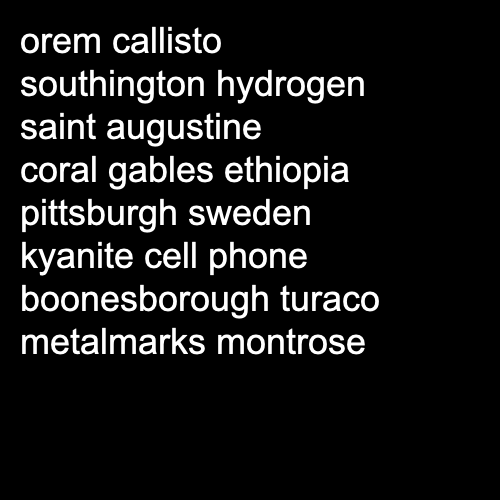 orem callisto
southington hydrogen
saint augustine
coral gables ethiopia
pittsburgh sweden
kyanite cell phone
boonesborough turaco
metalmarks montrose